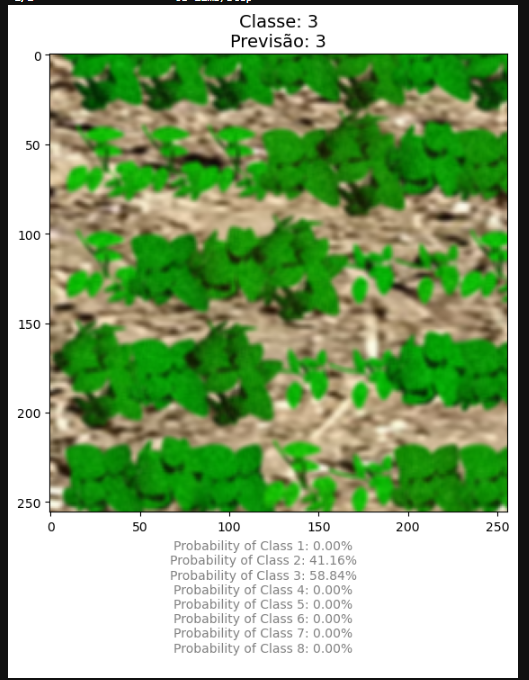 Classe: 3
Previsão: 3
0
50
100
150
200
250
0 50 100 150 200 250
Probability of Class 1: 0.00%
Probability of Class 2: 41.16%
Probability of Class 3: 58.84%
Probability of Class 4: 0.00%
Probability of Class 5: 0.00%
Probability of Class 6: 0.00%
Probability of Class 7: 0.00%
Probability of Class 8: 0.00%